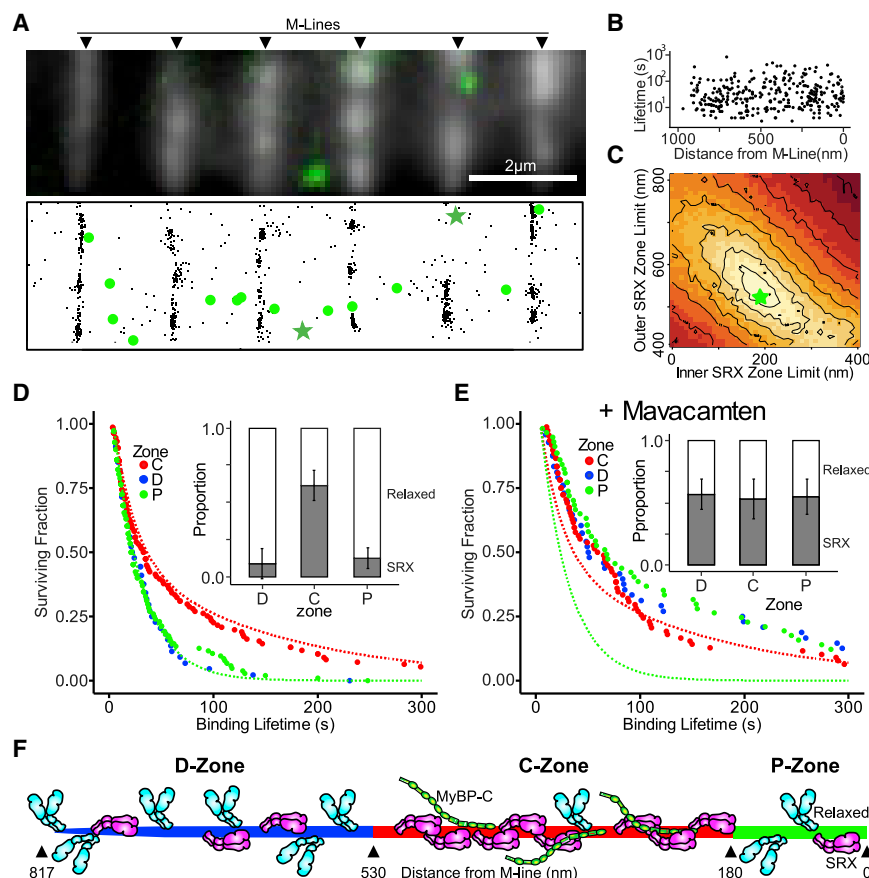 A
M-Lines
2µm
B
Lifetime (s)
10³
10²
10¹
1000
500
0
Distance from M-Line(nm)
C
Outer SRX Zone Limit (nm)
800
600
400
0
200
400
Inner SRX Zone Limit (nm)
D
Surviving Fraction
1.00
0.75
0.50
0.25
0.00
Zone
C
D
P
Proportion
1.0
0.0
Relaxed
SRX
D
C
P
zone
0
100
200
300
Binding Lifetime (s)
E
+ Mavacamten
Surviving Fraction
1.00
0.75
0.50
0.25
0.00
Zone
C
D
P
Pproportion
1.0
0.0
Relaxed
SRX
D
C
P
Zone
0
100
200
300
Binding Lifetime (s)
F
D-Zone
C-Zone
P-Zone
MyBP-C
Relaxed
SRX
817
530
Distance from M-line (nm)
180
0